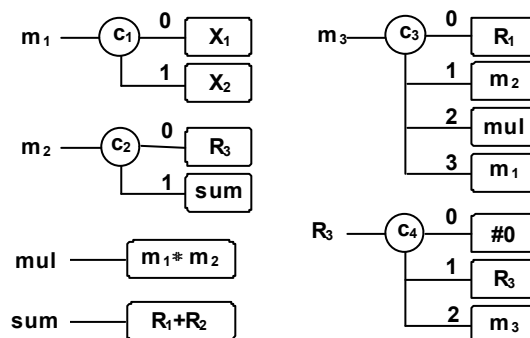 m₁ c₁ 0 X₁
1 X₂
m₂ c₂ 0 R₃
1 sum
mul m₁ * m₂
sum R₁+R₂
m₃ c₃ 0 R₁
1 m₂
2 mul
3 m₁
R₃ c₄ 0 #0
1 R₃
2 m₃